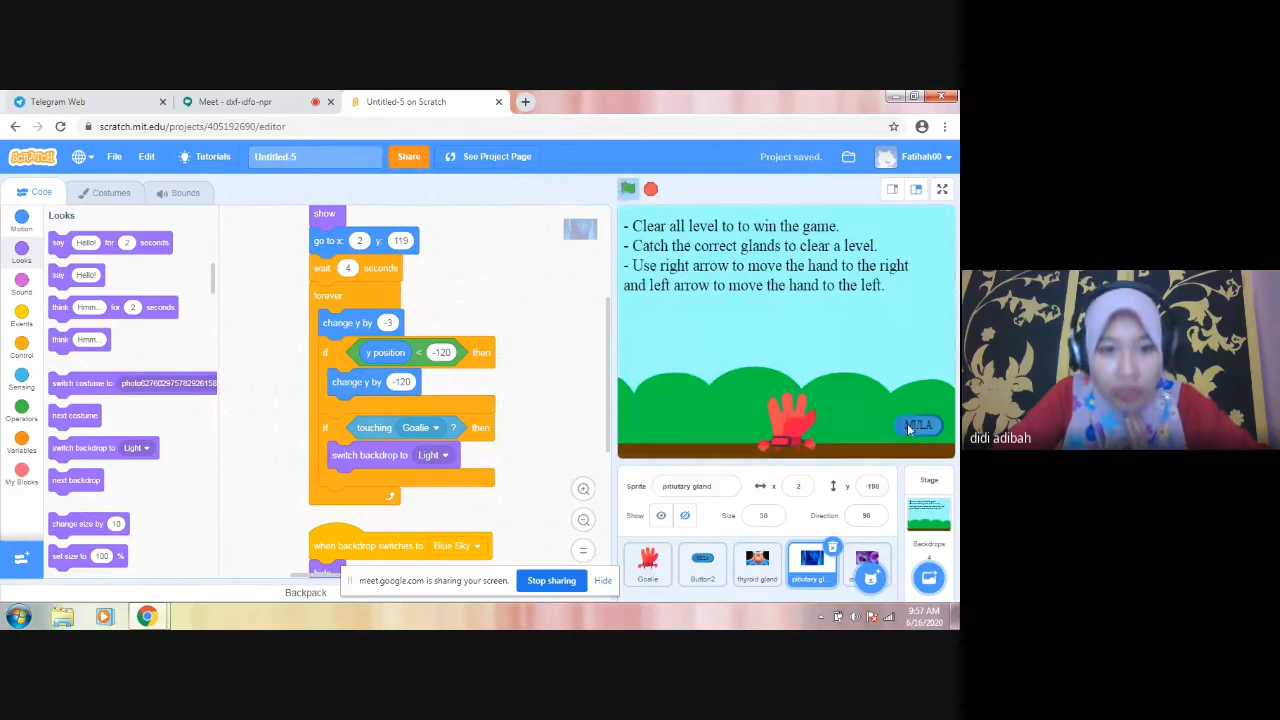 Telegram Web
Meet - dxf-idfo-npr
Untitled-5 on Scratch
scratch.mit.edu/projects/405192690/editor
SCRATCH
File
Edit
Tutorials
Untitled-5
Share
See Project Page
Project saved.
Fatihah00
Code
Costumes
Sounds
Motion
Looks
Sound
Events
Control
Sensing
Operators
Variables
My Blocks
Looks
say Hello! for 2 seconds
say Hello!
think Hmm... for 2 seconds
think Hmm...
switch costume to photo6276029757829261
next costume
switch backdrop to Light
next backdrop
change size by 10
set size to 100 %
show
go to x: 2 y: 119
wait 4 seconds
forever
change y by -3
if y position < -120 then
change y by -120
if touching Goalie ? then
switch backdrop to Light
when backdrop switches to Blue Sky
hide
Backpack
meet.google.com is sharing your screen.
Stop sharing
Hide
- Clear all level to to win the game.
- Catch the correct glands to clear a level.
- Use right arrow to move the hand to the right
and left arrow to move the hand to the left.
MULA
Sprite
pitiutary gland
x 2
y -198
Show
Size 30
Direction 90
Stage
Backdrops
4
Goalie
Button2
thyroid gland
pitiutary gl...
9:57 AM
6/16/2020
didi adibah